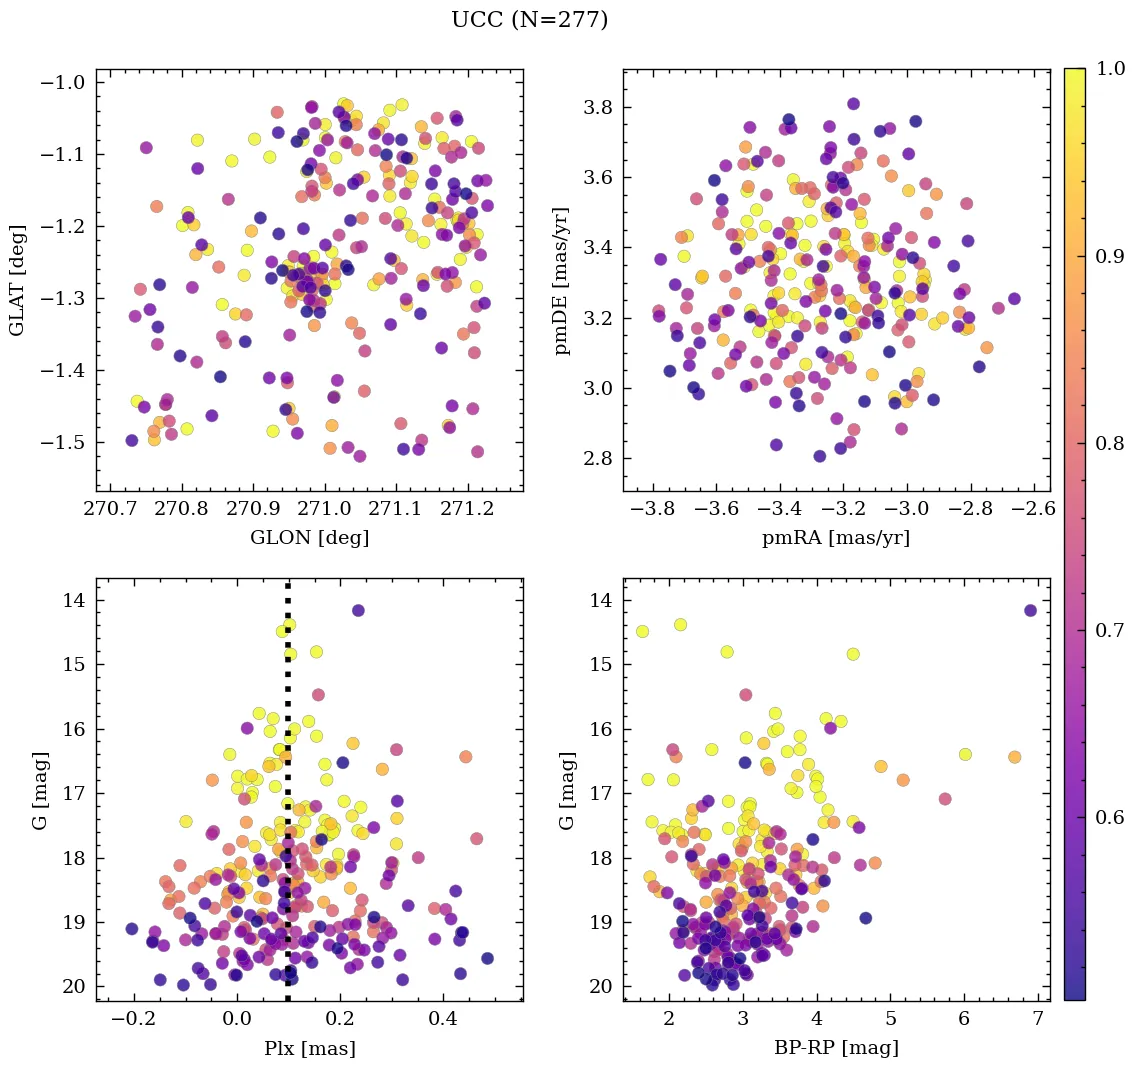 UCC (N=277)
−1.0
−1.1
−1.2
−1.3
−1.4
−1.5
GLAT [deg]
270.7 270.8 270.9 271.0 271.1 271.2
GLON [deg]
3.8
3.6
3.4
3.2
3.0
2.8
pmDE [mas/yr]
−3.8 −3.6 −3.4 −3.2 −3.0 −2.8 −2.6
pmRA [mas/yr]
14
15
16
17
18
19
20
G [mag]
−0.2 0.0 0.2 0.4
Plx [mas]
14
15
16
17
18
19
20
G [mag]
2 3 4 5 6 7
BP-RP [mag]
1.0
0.9
0.8
0.7
0.6